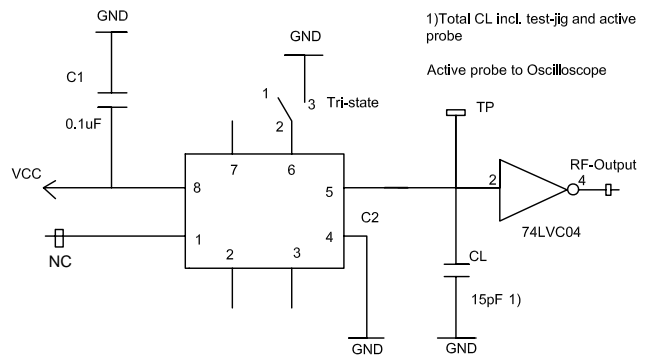 GND
1)Total CL incl. test-jig and active
probe
GND
C1
Active probe to Oscilloscope
1
3
Tri-state
0.1uF
2
TP
7
6
RF-Output
VCC
8
5
2
4
C2
1
4
74LVC04
NC
2
3
CL
15pF 1)
GND
GND